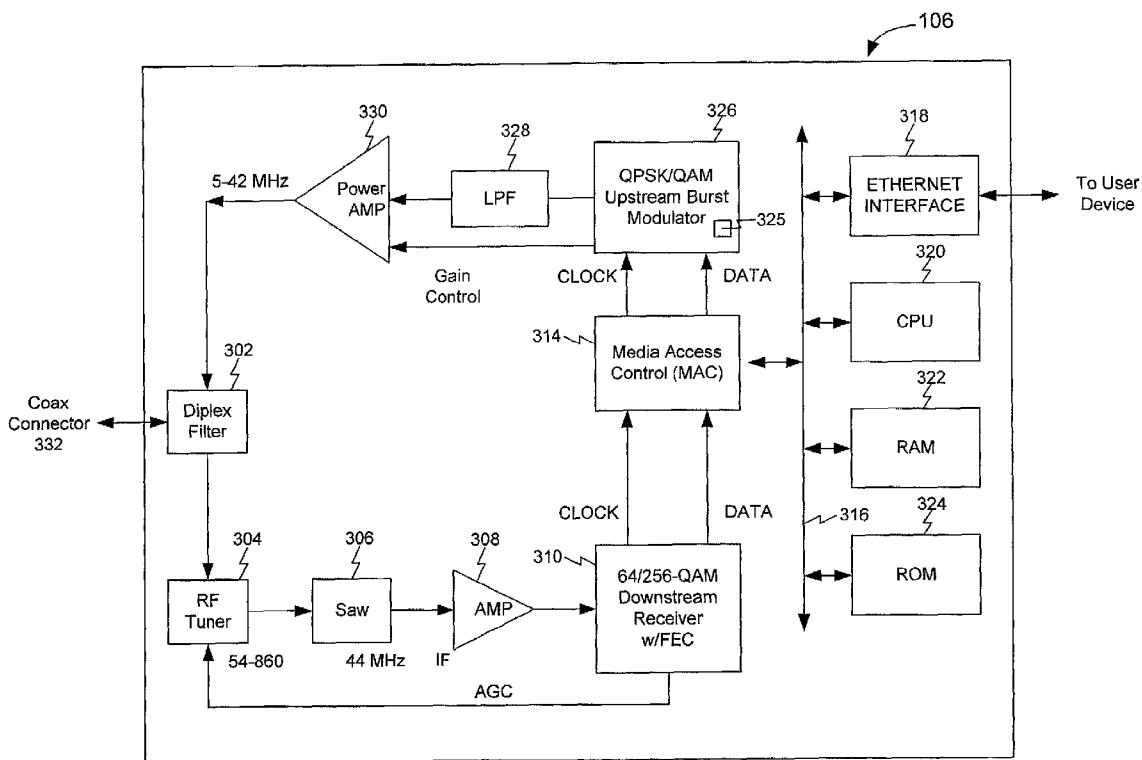 106
330
328
326
318
5-42 MHz
Power
AMP
LPF
QPSK/QAM
Upstream Burst
Modulator
325
ETHERNET
INTERFACE
To User
Device
Gain
Control
CLOCK
DATA
320
CPU
314
Media Access
Control (MAC)
302
Diplex
Filter
Coax
Connector
332
322
RAM
CLOCK
DATA
316
324
ROM
304
306
308
310
RF
Tuner
Saw
AMP
64/256-QAM
Downstream
Receiver
w/FEC
54-860
44 MHz
IF
AGC